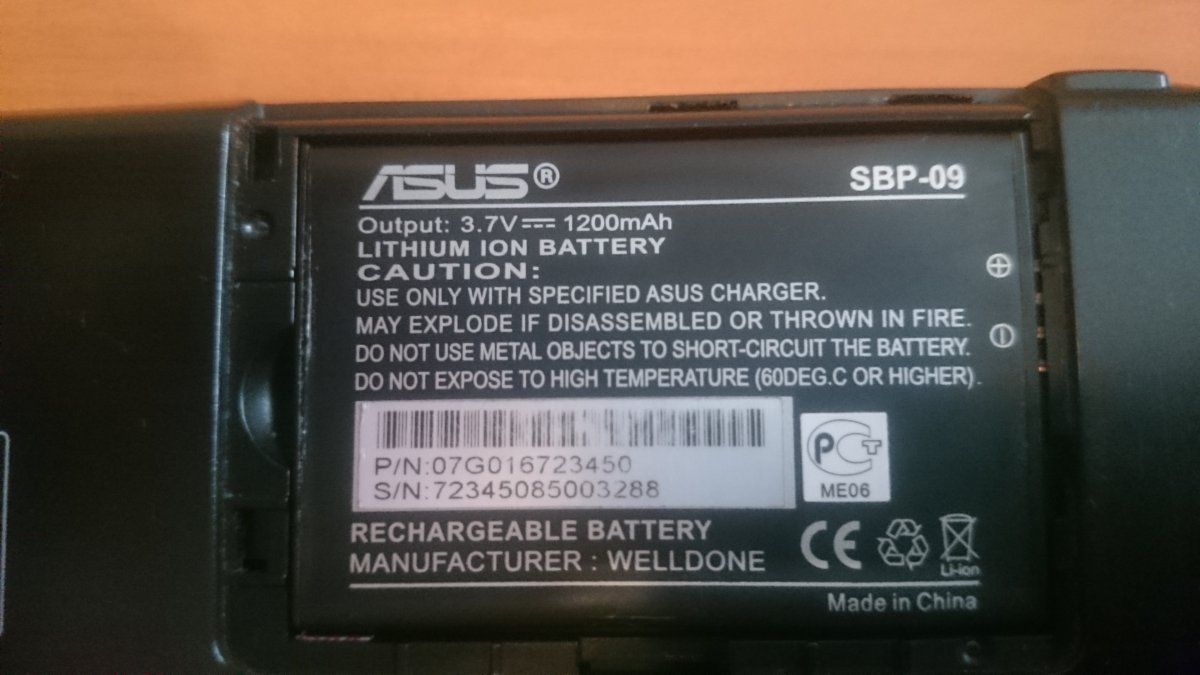 ASUS® SBP-09
Output: 3.7V⎓ 1200mAh
LITHIUM ION BATTERY
CAUTION:
USE ONLY WITH SPECIFIED ASUS CHARGER.
MAY EXPLODE IF DISASSEMBLED OR THROWN IN FIRE.
DO NOT USE METAL OBJECTS TO SHORT-CIRCUIT THE BATTERY.
DO NOT EXPOSE TO HIGH TEMPERATURE (60DEG.C OR HIGHER).
P/N:07G016723450
S/N:72345085003288
PCT
ME06
RECHARGEABLE BATTERY
MANUFACTURER : WELLDONE
CE
Li-ion
Made in China